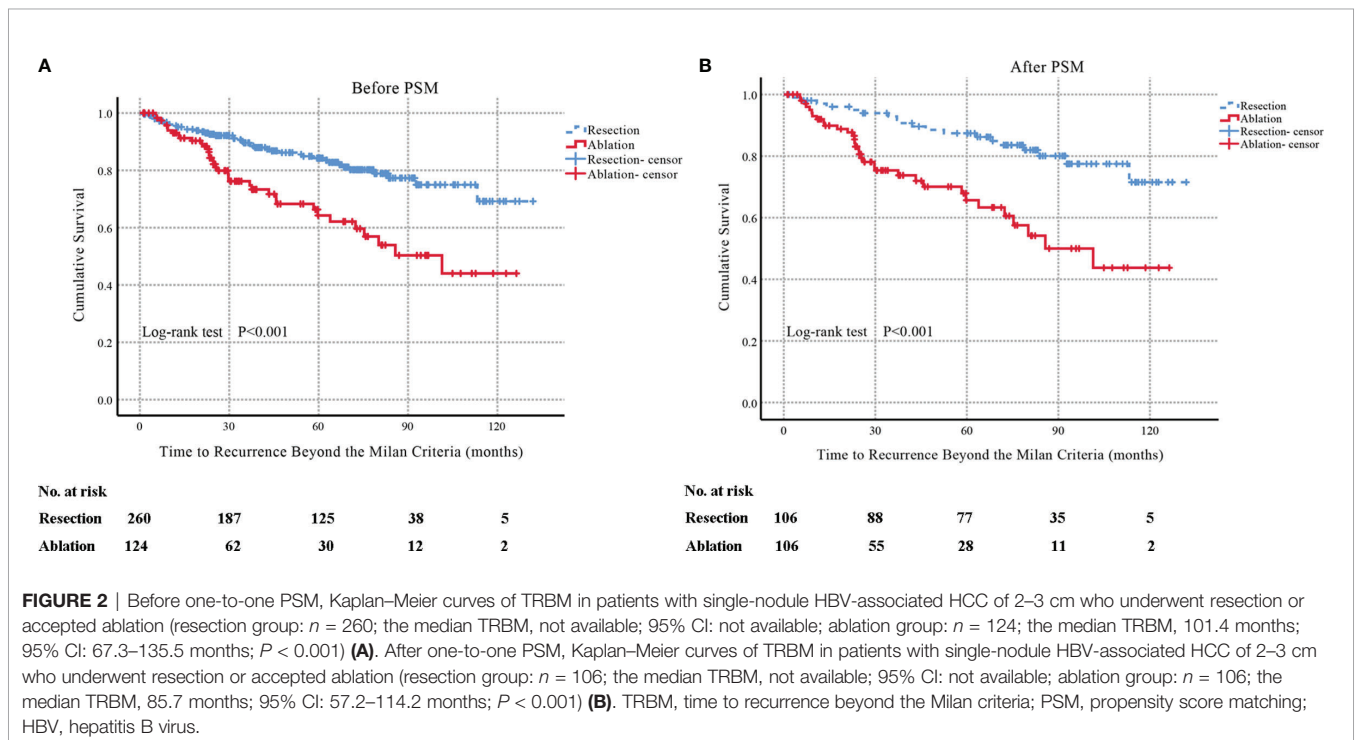 A
Before PSM
1.0
0.8
0.6
0.4
0.2
0.0
Cumulative Survival
Log-rank test P<0.001
Resection
Ablation
Resection- censor
Ablation- censor
0 30 60 90 120
Time to Recurrence Beyond the Milan Criteria (months)
No. at risk
Resection 260 187 125 38 5
Ablation 124 62 30 12 2
B
After PSM
1.0
0.8
0.6
0.4
0.2
0.0
Cumulative Survival
Log-rank test P<0.001
Resection
Ablation
Resection- censor
Ablation- censor
0 30 60 90 120
Time to Recurrence Beyond the Milan Criteria (months)
No. at risk
Resection 106 88 77 35 5
Ablation 106 55 28 11 2
FIGURE 2 | Before one-to-one PSM, Kaplan–Meier curves of TRBM in patients with single-nodule HBV-associated HCC of 2–3 cm who underwent resection or
accepted ablation (resection group: n = 260; the median TRBM, not available; 95% CI: not available; ablation group: n = 124; the median TRBM, 101.4 months;
95% CI: 67.3–135.5 months; P < 0.001) (A). After one-to-one PSM, Kaplan–Meier curves of TRBM in patients with single-nodule HBV-associated HCC of 2–3 cm
who underwent resection or accepted ablation (resection group: n = 106; the median TRBM, not available; 95% CI: not available; ablation group: n = 106; the
median TRBM, 85.7 months; 95% CI: 57.2–114.2 months; P < 0.001) (B). TRBM, time to recurrence beyond the Milan criteria; PSM, propensity score matching;
HBV, hepatitis B virus.